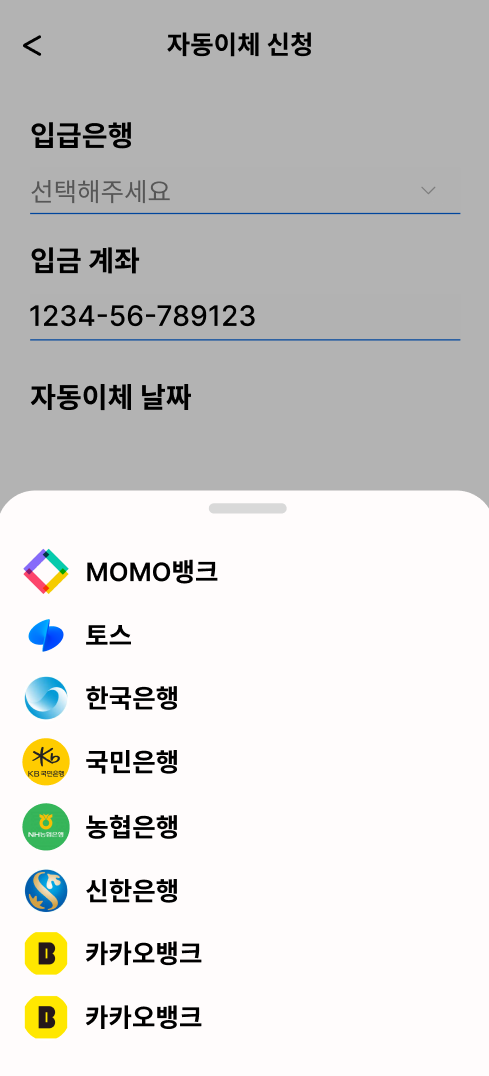 <
자동이체 신청
입급은행
선택해주세요
입금 계좌
1234-56-789123
자동이체 날짜
MOMO뱅크
토스
한국은행
KB 국민은행
국민은행
NH농협은행
농협은행
신한은행
B 카카오뱅크
B 카카오뱅크